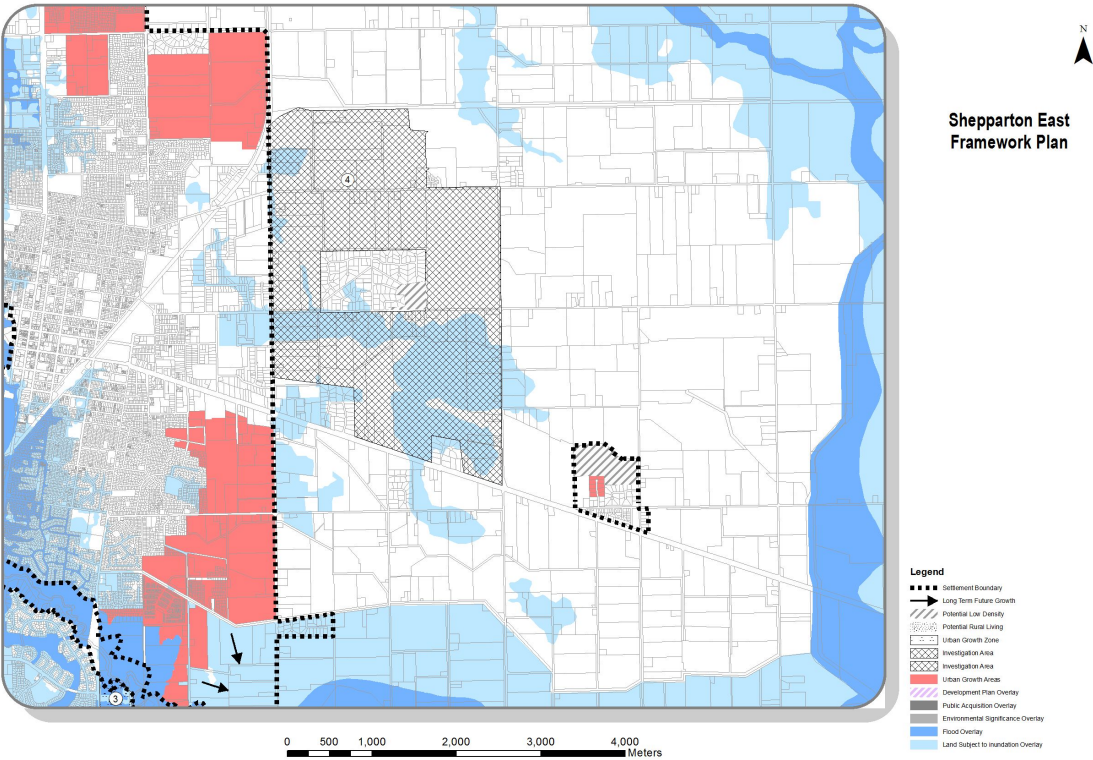 N
Shepparton East
Framework Plan
4
3
Legend
Settlement Boundary
Long Term Future Growth
Potential Low Density
Potential Rural Living
Urban Growth Zone
Investigation Area
Investigation Area
Urban Growth Areas
Development Plan Overlay
Public Acquisition Overlay
Environmental Significance Overlay
Flood Overlay
Land Subject to Inundation Overlay
0 500 1,000 2,000 3,000 4,000
Meters